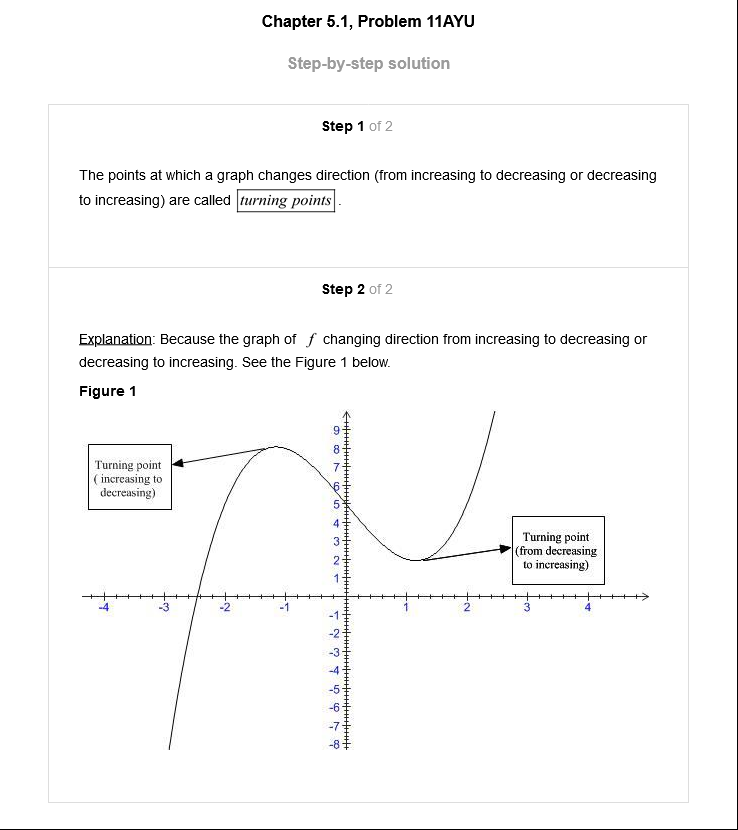 Chapter 5.1, Problem 11AYU
Step-by-step solution
Step 1 of 2
The points at which a graph changes direction (from increasing to decreasing or decreasing
to increasing) are called turning points .
Step 2 of 2
Explanation: Because the graph of f changing direction from increasing to decreasing or
decreasing to increasing. See the Figure 1 below.
Figure 1
9
8
Turning point
( increasing to
decreasing)
7
6
5
4
3
2
1
Turning point
(from decreasing
to increasing)
-4 -3 -2 -1 1 2 3 4
-1
-2
-3
-4
-5
-6
-7
-8